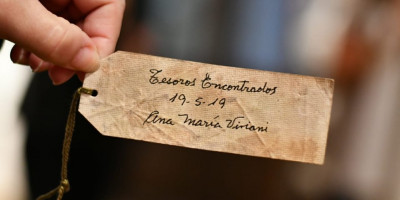 Tesoros Encontrados
19-5-19
Ana María Viviani